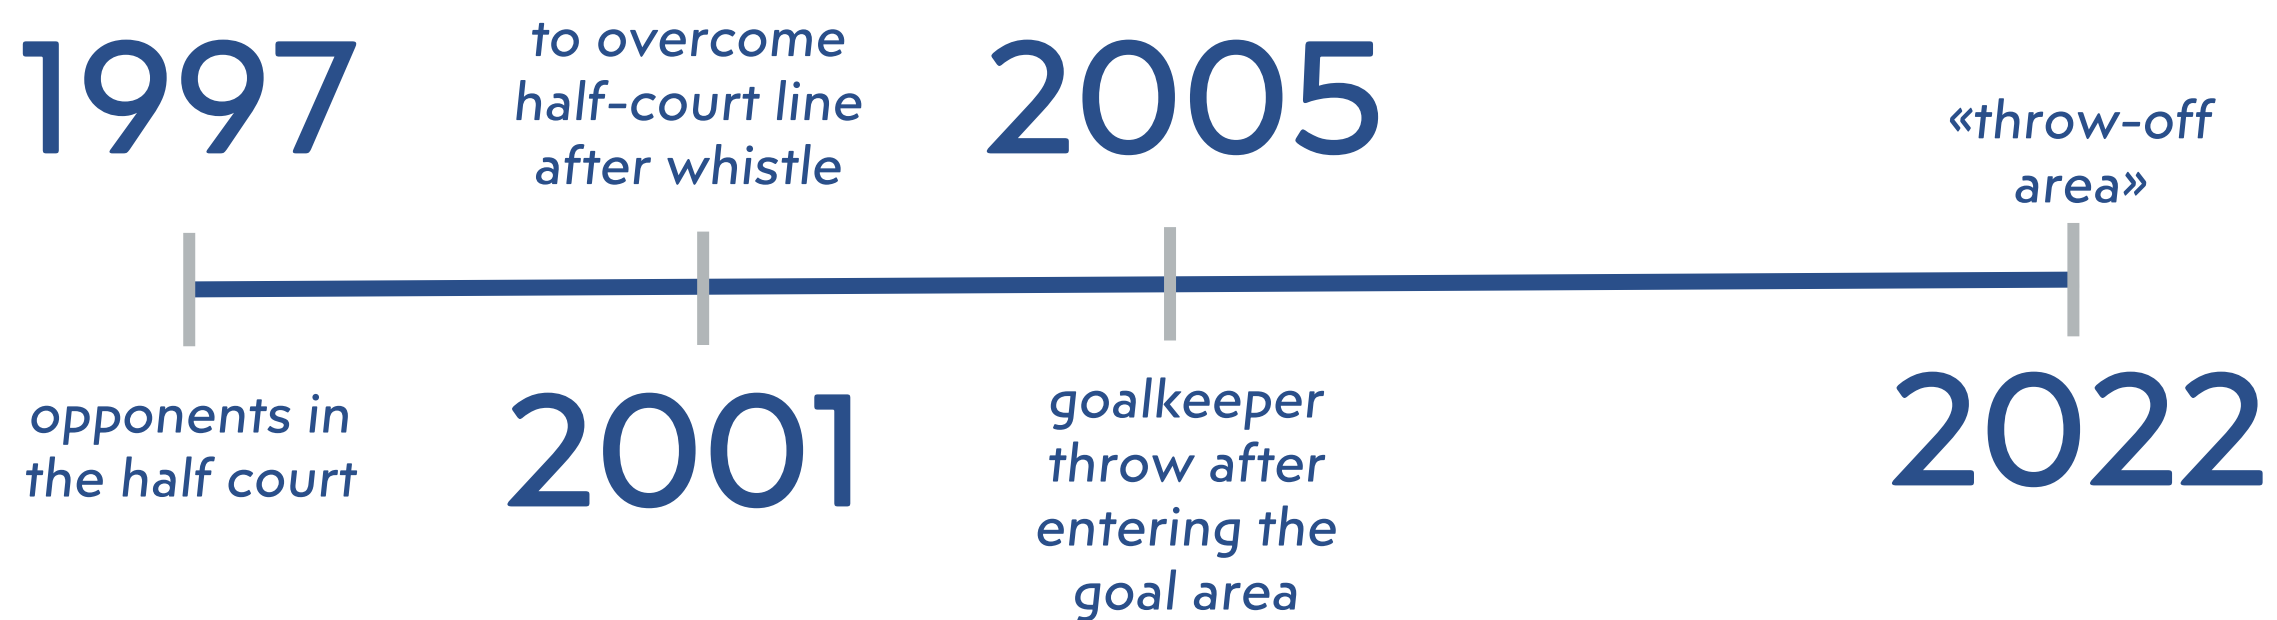 1997
opponents in
the half court
to overcome
half-court line
after whistle
2001
2005
goalkeeper
throw after
entering the
goal area
«throw-off
area»
2022